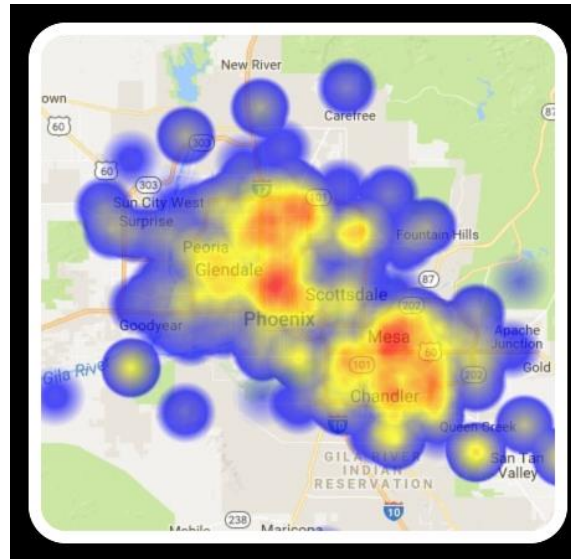 New River
own
60
Carefree
87
303
60
303
17
101
Sun City West
Surprise
Peoria
Fountain Hills
Glendale
87
Scottsdale
202
Goodyear
Phoenix
Mesa
60
Apache
Junction
101
202
Gold
Gila River
Chandler
10
Queen Creek
GILA RIVER
INDIAN
RESERVATION
San Tan
Valley
10
238
Maricopa